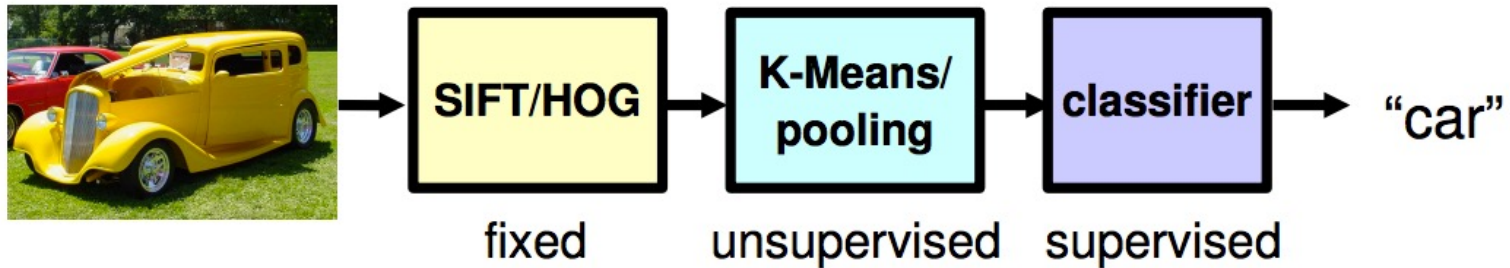 SIFT/HOG
K-Means/
pooling
classifier
“car”
fixed
unsupervised
supervised